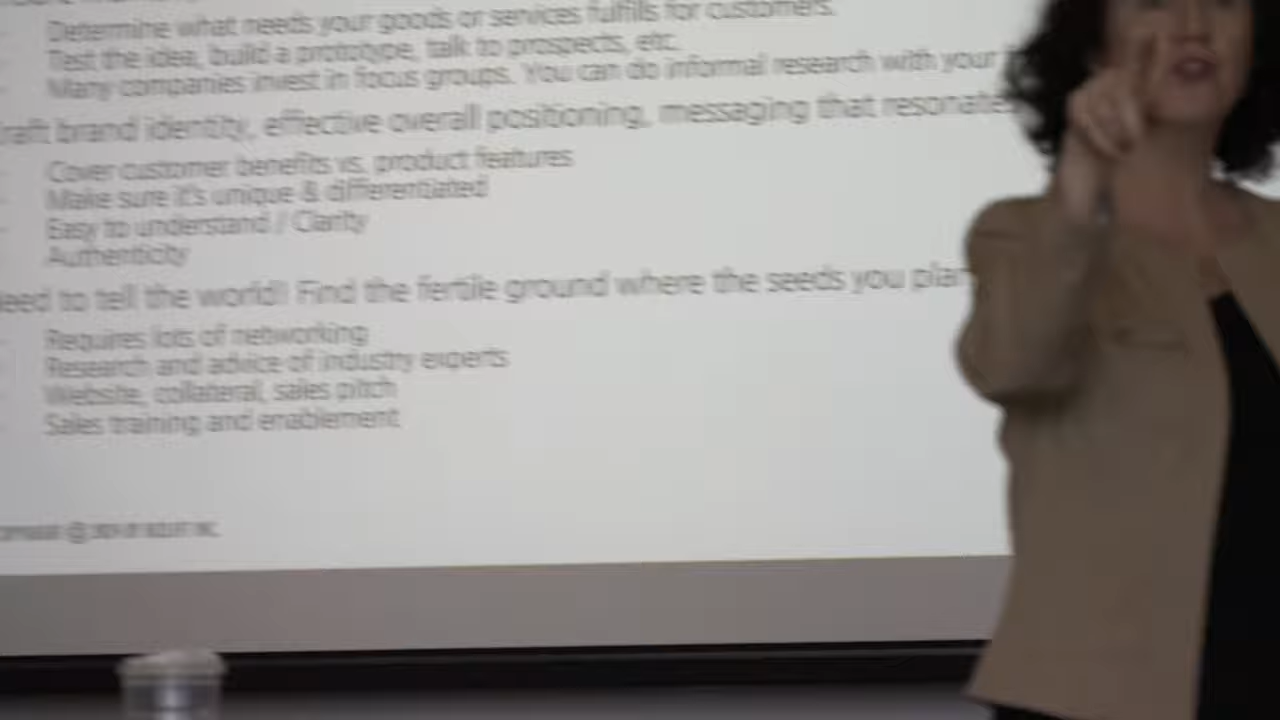 Determine what needs your goods or services fulfills for customers.
Test the idea, build a prototype, talk to prospects, etc.
Many companies invest in focus groups. You can do informal research with your
raft brand identity, effective overall positioning, messaging that resonate
Cover customer benefits vs. product features
Make sure it's unique & differentiated
Easy to understand / Clarity
Authenticity
eed to tell the world! Find the fertile ground where the seeds you plan
Requires lots of networking
Research and advice of industry experts
Website, collateral, sales pitch
Sales training and enablement